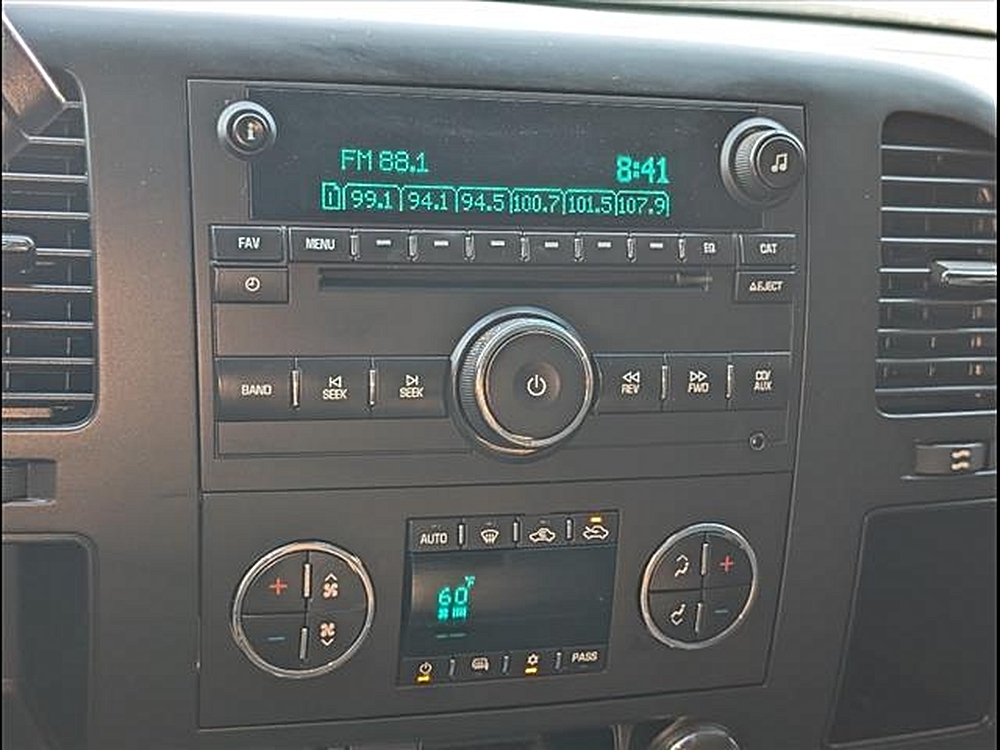 FM 88.1 8:41
1 99.1 94.1 94.5 100.7 101.5 107.9
FAV MENU EQ CAT
EJECT
BAND SEEK SEEK REV FWD CD/AUX
AUTO
60°F
PASS